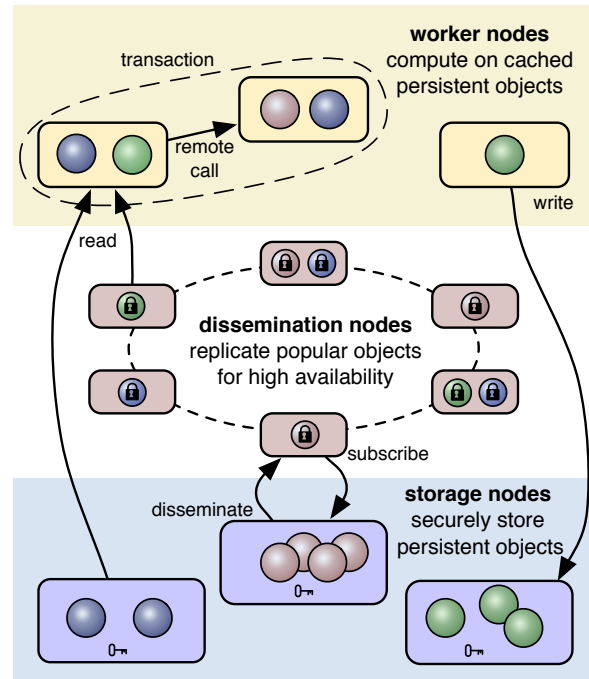 worker nodes
compute on cached
persistent objects
transaction
remote
call
write
read
dissemination nodes
replicate popular objects
for high availability
subscribe
disseminate
storage nodes
securely store
persistent objects